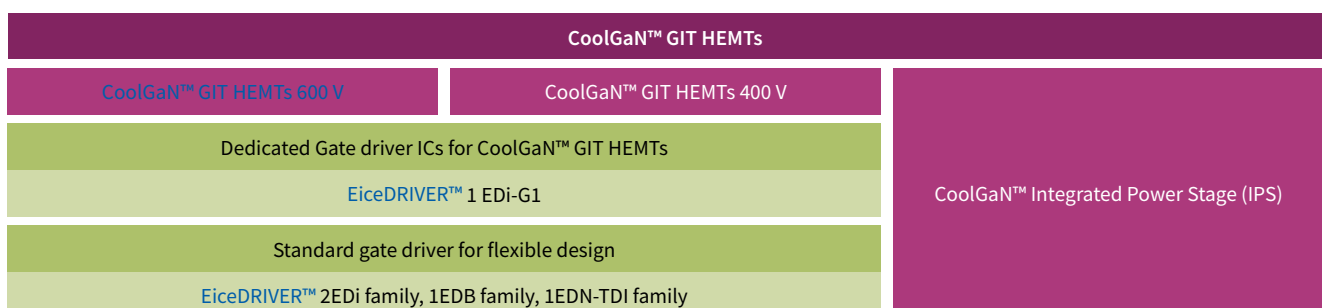 CoolGaN™ GIT HEMTs
CoolGaN™ GIT HEMTs 600 V
CoolGaN™ GIT HEMTs 400 V
Dedicated Gate driver ICs for CoolGaN™ GIT HEMTs
EiceDRIVER™ 1 EDi-G1
CoolGaN™ Integrated Power Stage (IPS)
Standard gate driver for flexible design
EiceDRIVER™ 2EDi family, 1EDB family, 1EDN-TDI family